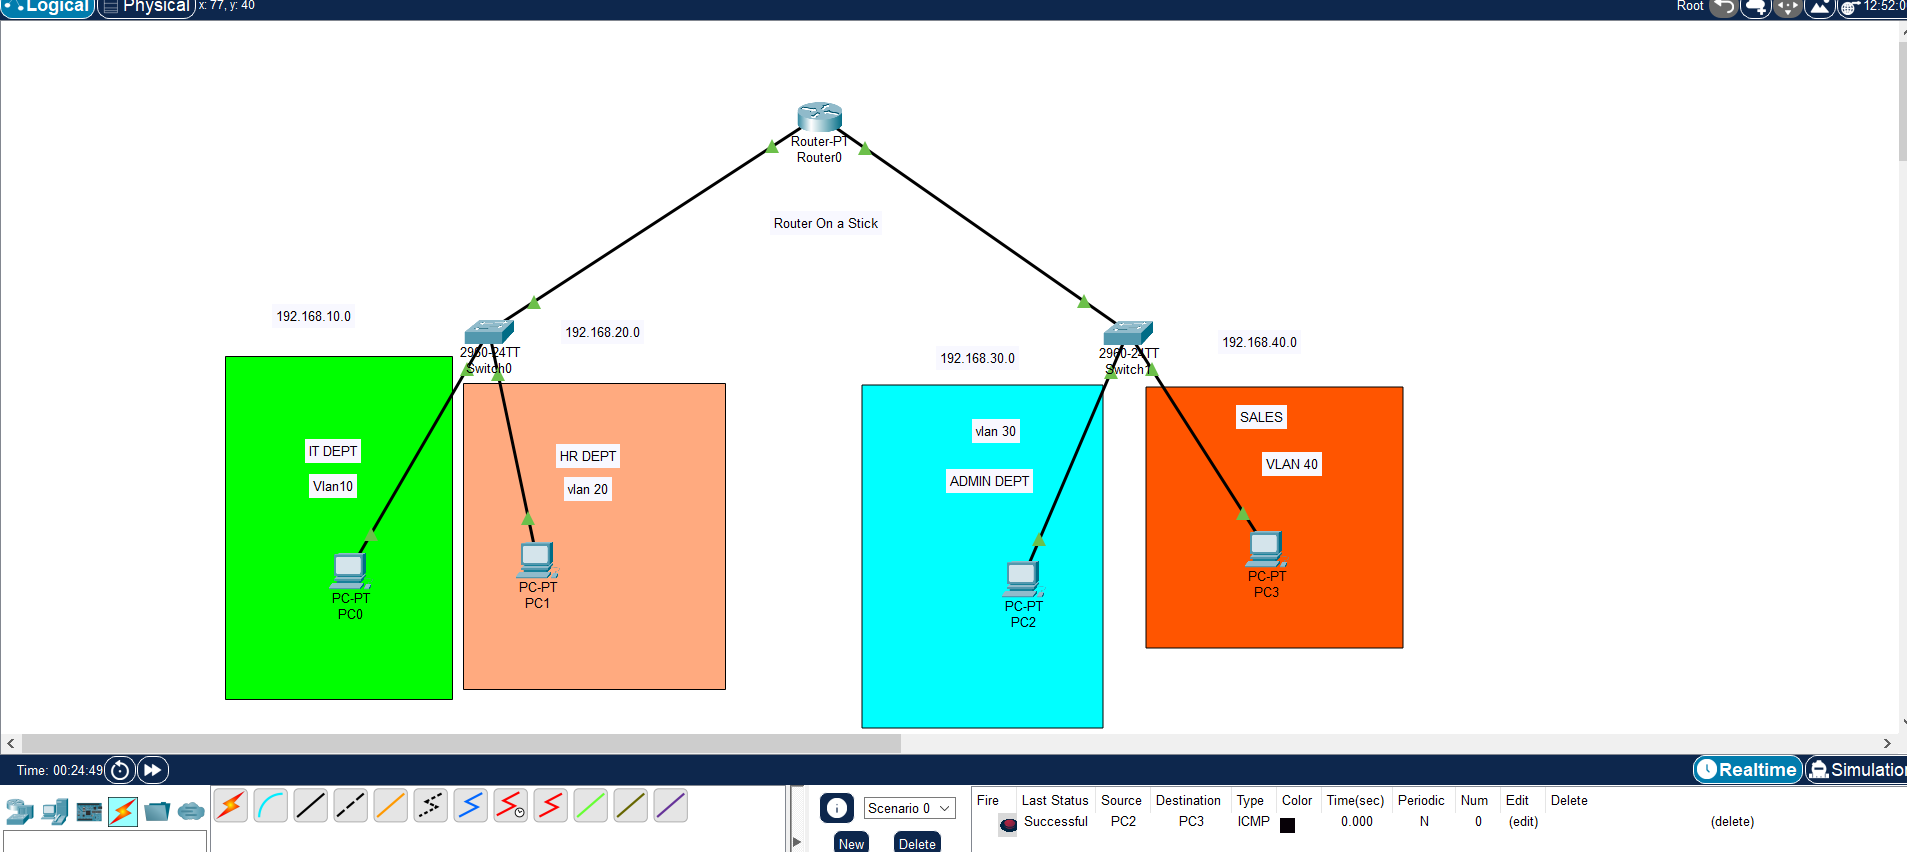 Logical
Physical
x: 77, y: 40
Root
12:52:0
Router-PT
Router0
Router On a Stick
192.168.10.0
192.168.20.0
2960-24TT
Switch0
192.168.30.0
192.168.40.0
2960-24TT
Switch1
IT DEPT
Vlan10
HR DEPT
vlan 20
vlan 30
ADMIN DEPT
SALES
VLAN 40
PC-PT
PC0
PC-PT
PC1
PC-PT
PC2
PC-PT
PC3
Time: 00:24:49
Realtime
Simulation
Scenario 0
New
Delete
Fire Last Status Source Destination Type Color Time(sec) Periodic Num Edit Delete
Successful PC2 PC3 ICMP 0.000 N 0 (edit) (delete)